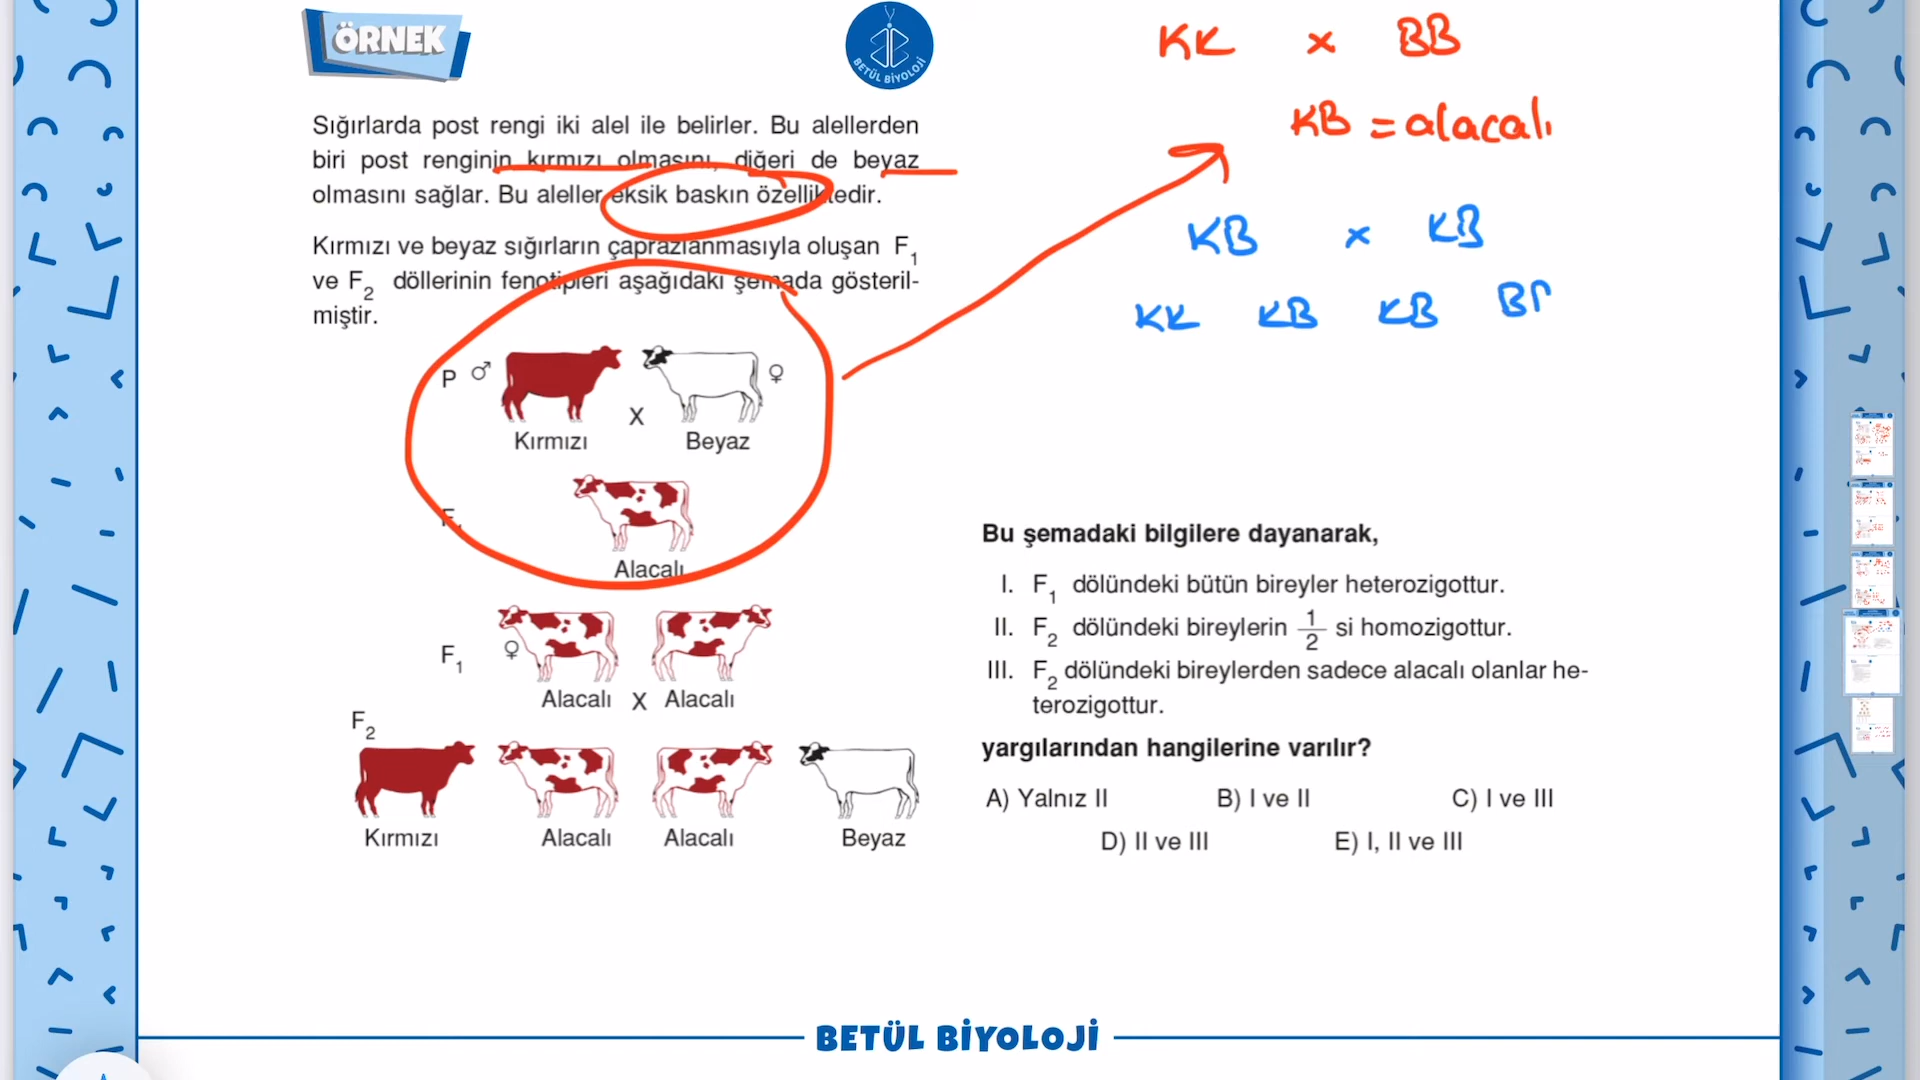 ÖRNEK
BETÜL BİYOLOJİ
KK x BB
KB = alacalı
KB x KB
KK KB KB
Sığırlarda post rengi iki alel ile belirler. Bu alellerden
biri post renginin kırmızı olmasını, diğeri de beyaz
olmasını sağlar. Bu aleller eksik baskın özelliktedir.
Kırmızı ve beyaz sığırların çaprazlanmasıyla oluşan F1
ve F2 döllerinin fenotipleri aşağıdaki şemada gösteril-
miştir.
P ♂ X ♀
Kırmızı Beyaz
F1
Alacalı
F1 ♀
Alacalı X Alacalı
F2
Kırmızı Alacalı Alacalı Beyaz
Bu şemadaki bilgilere dayanarak,
I. F1 dölündeki bütün bireyler heterozigottur.
II. F2 dölündeki bireylerin 1/2 si homozigottur.
III. F2 dölündeki bireylerden sadece alacalı olanlar he-
terozigottur.
yargılarından hangilerine varılır?
A) Yalnız II B) I ve II C) I ve III
D) II ve III E) I, II ve III
BETÜL BİYOLOJİ